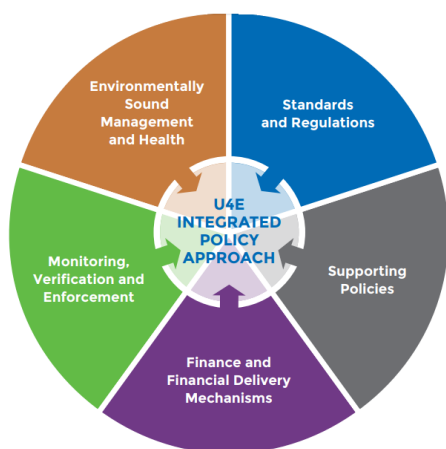 Environmentally
Sound
Management
and Health
Standards
and Regulations
U4E
INTEGRATED
POLICY
APPROACH
Monitoring,
Verification and
Enforcement
Supporting
Policies
Finance and
Financial Delivery
Mechanisms